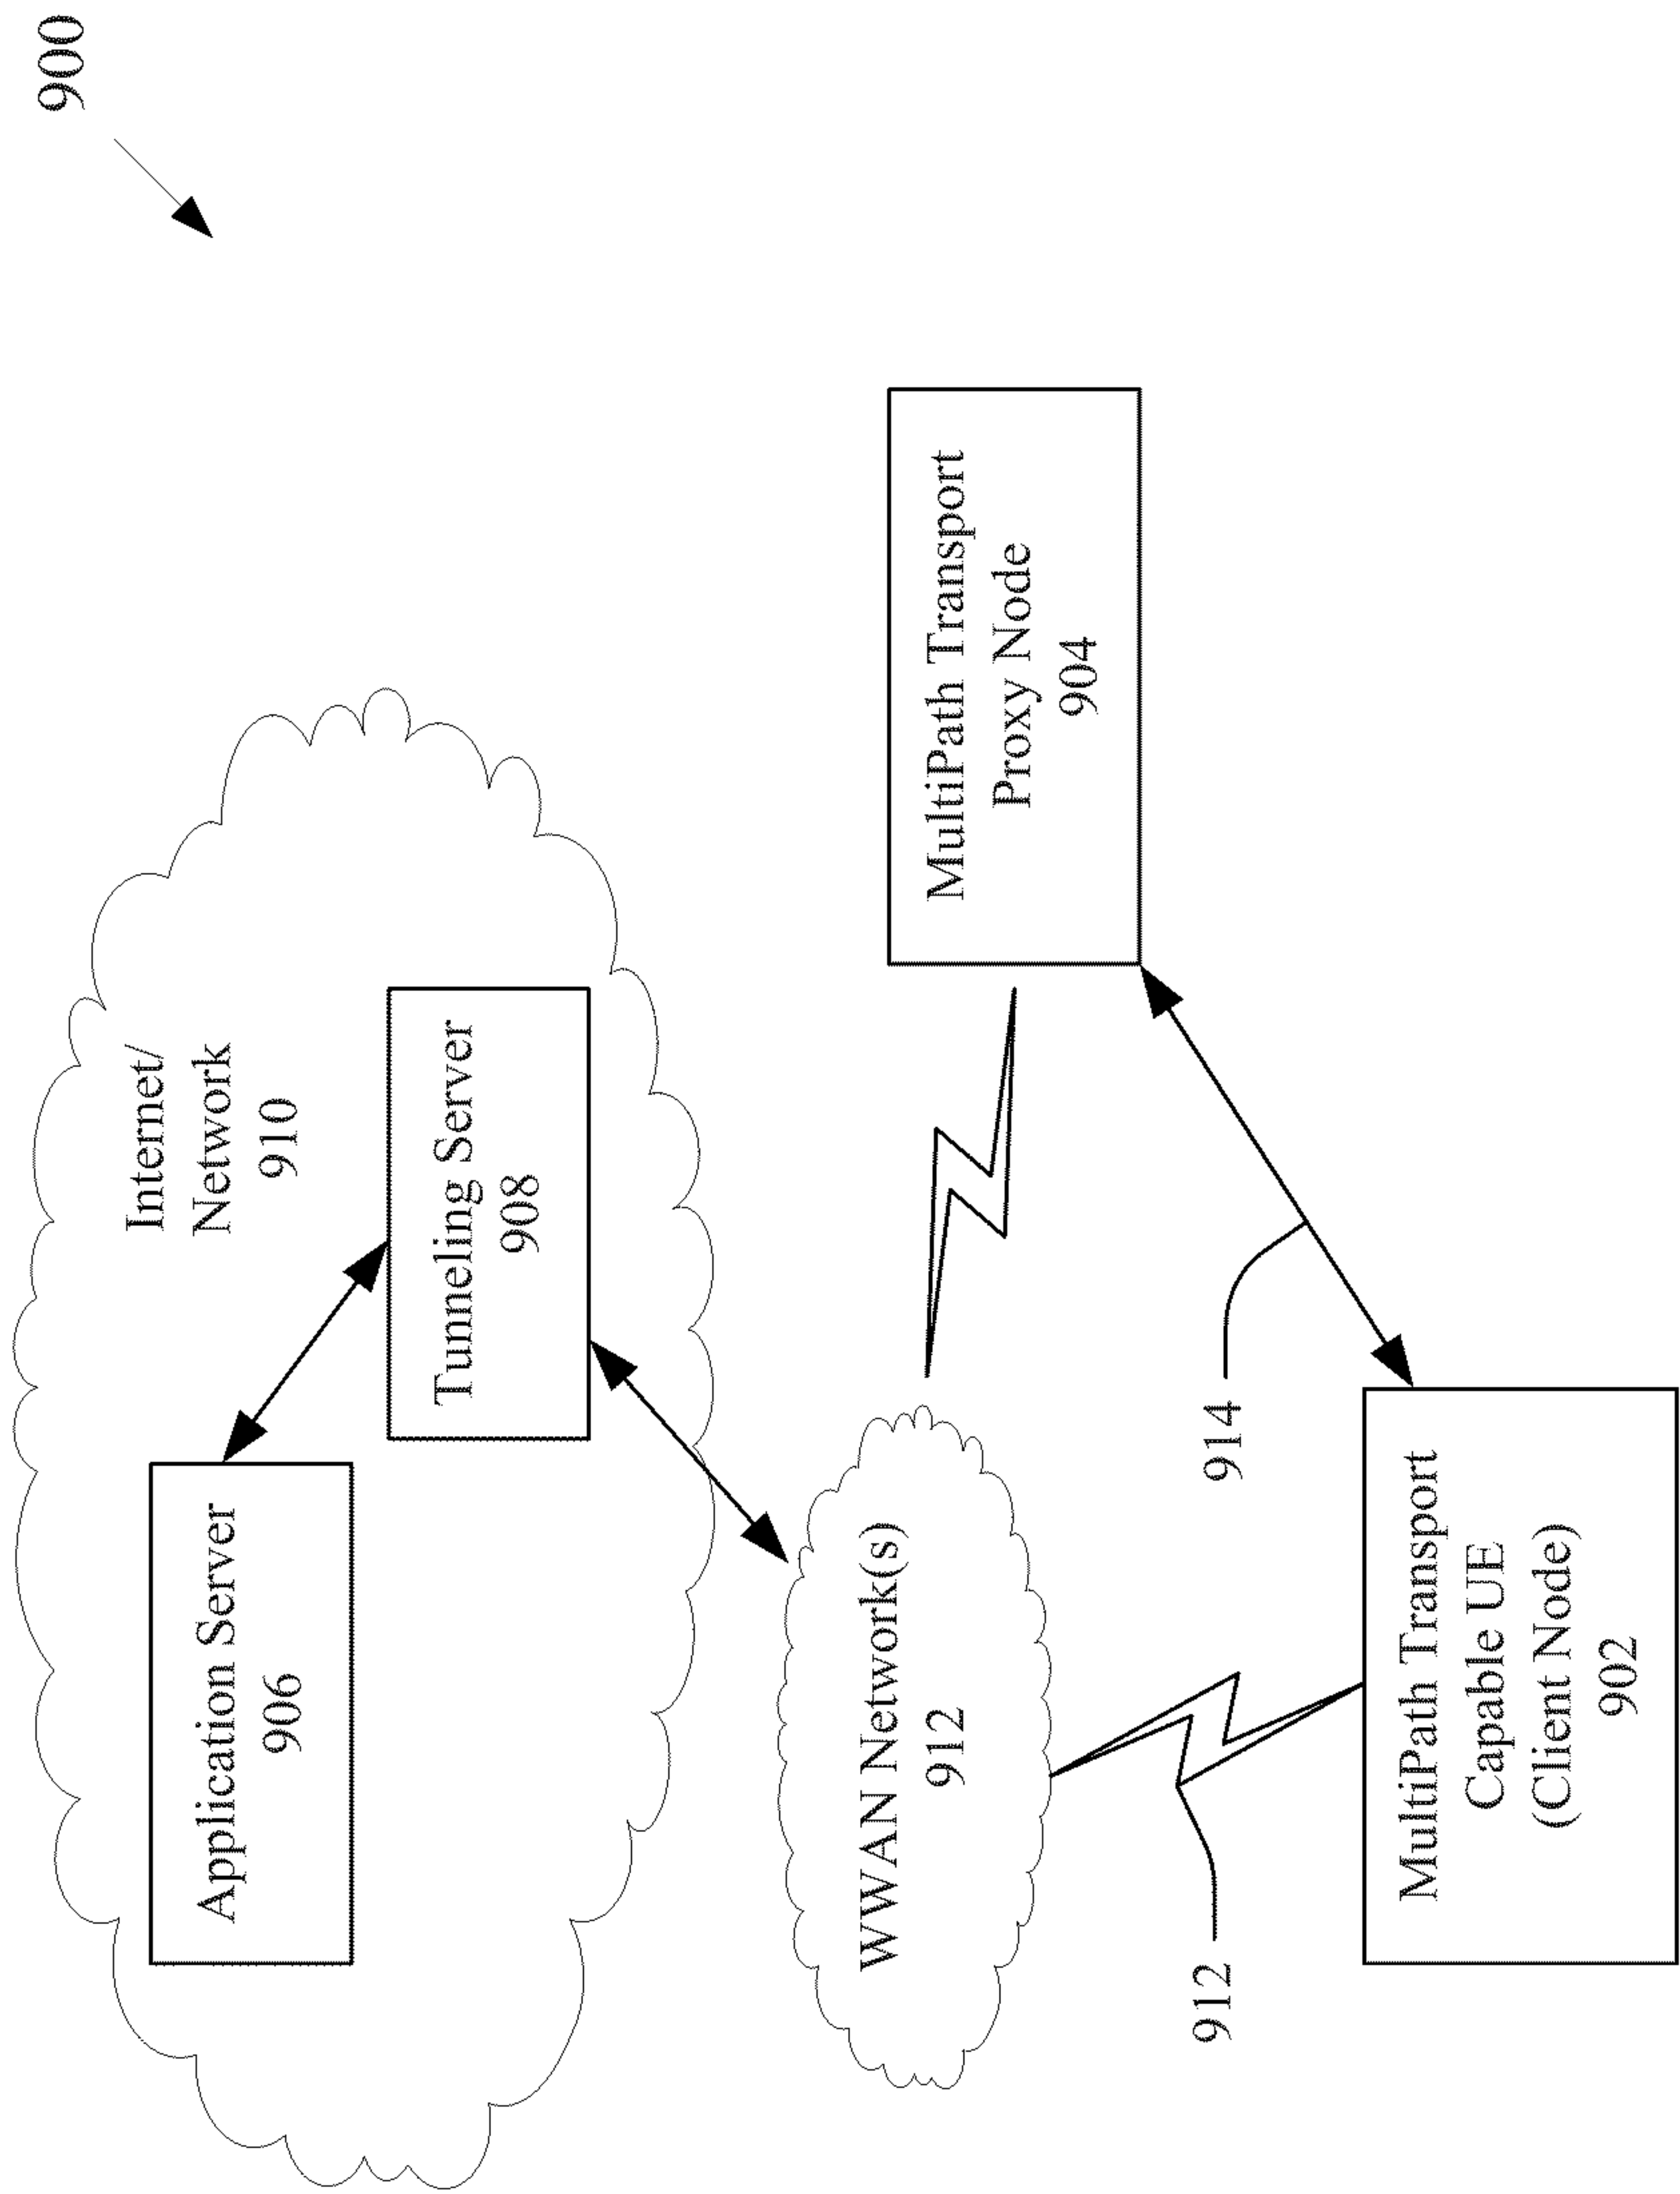 900
Internet/
Network
910
Application Server
906
Tunneling Server
908
WWAN Network(s)
912
MultiPath Transport
Proxy Node
904
912
914
MultiPath Transport
Capable UE
(Client Node)
902